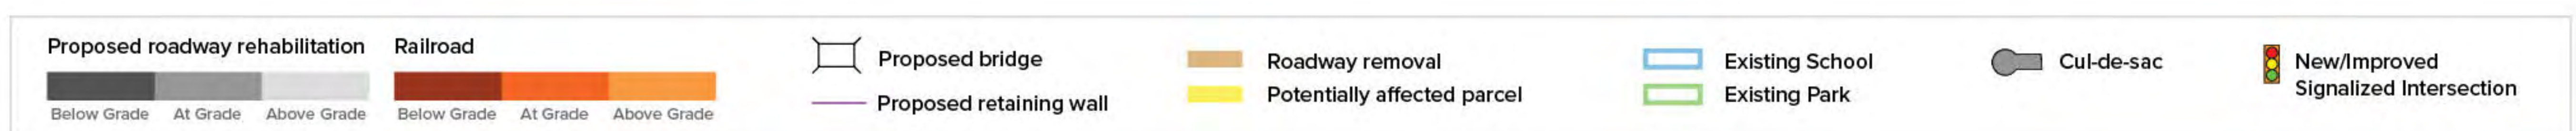 Proposed roadway rehabilitation
Below Grade At Grade Above Grade
Railroad
Below Grade At Grade Above Grade
Proposed bridge
Proposed retaining wall
Roadway removal
Potentially affected parcel
Existing School
Existing Park
Cul-de-sac
New/Improved
Signalized Intersection